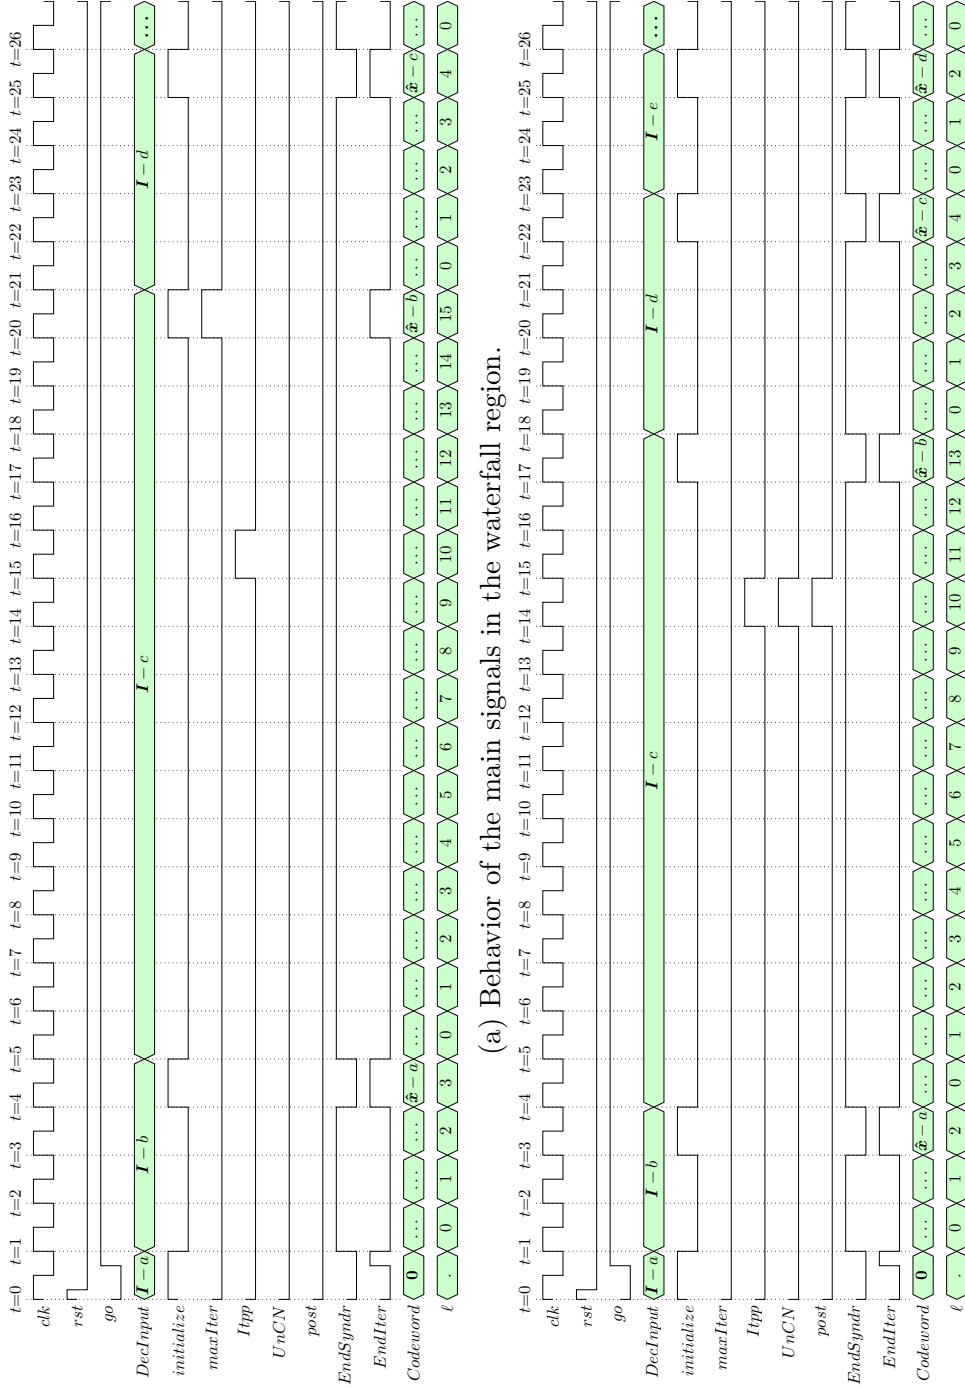 t=0 t=1 t=2 t=3 t=4 t=5 t=6 t=7 t=8 t=9 t=10 t=11 t=12 t=13 t=14 t=15 t=16 t=17 t=18 t=19 t=20 t=21 t=22 t=23 t=24 t=25 t=26
clk
rst
go
DecInput I−a I−b I−c I−d ...
initialize
maxIter
Itpp
UnCN
post
EndSyndr
EndIter
Codeword 0 ... ... ... x̂−a ... ... ... ... ... ... ... ... ... ... ... ... ... ... ... x̂−b ... ... ... ... x̂−c ...
ℓ . 0 1 2 3 0 1 2 3 4 5 6 7 8 9 10 11 12 13 14 15 0 1 2 3 4 0
(a) Behavior of the main signals in the waterfall region.
t=0 t=1 t=2 t=3 t=4 t=5 t=6 t=7 t=8 t=9 t=10 t=11 t=12 t=13 t=14 t=15 t=16 t=17 t=18 t=19 t=20 t=21 t=22 t=23 t=24 t=25 t=26
clk
rst
go
DecInput I−a I−b I−c I−d I−e ...
initialize
maxIter
Itpp
UnCN
post
EndSyndr
EndIter
Codeword 0 ... ... x̂−a ... ... ... ... ... ... ... ... ... ... ... ... ... x̂−b ... ... ... ... x̂−c ... ... x̂−d ...
ℓ . 0 1 2 0 1 2 3 4 5 6 7 8 9 10 11 12 13 0 1 2 3 4 0 1 2 0